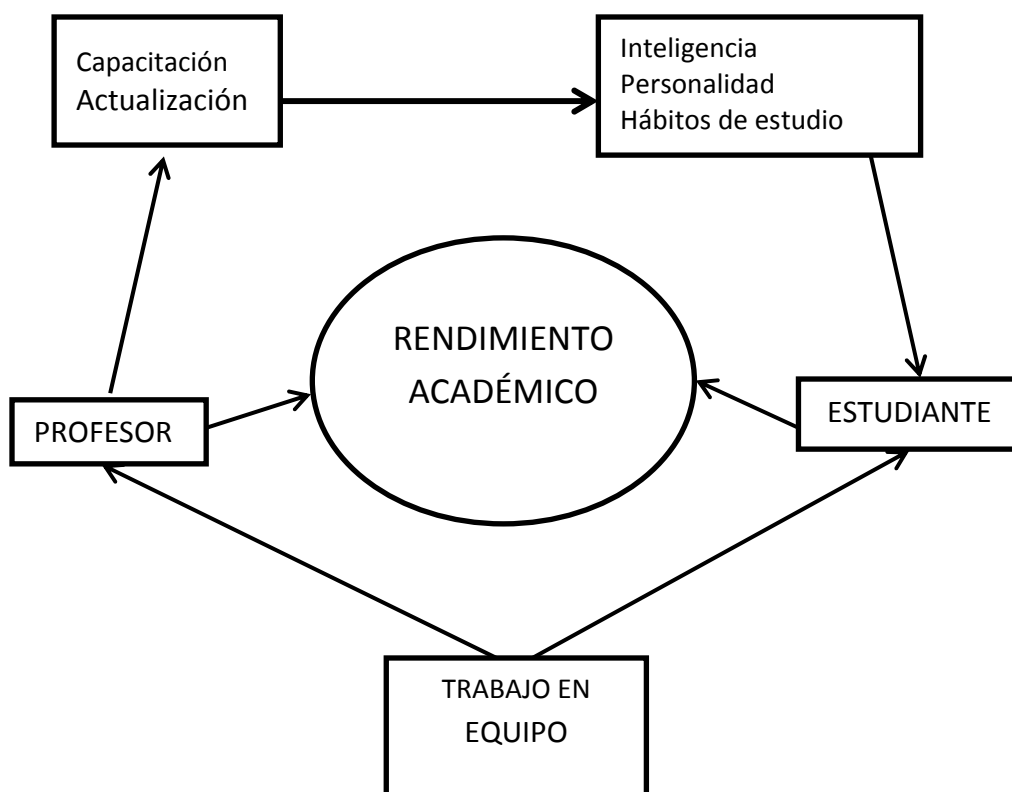 Capacitación
Actualización
Inteligencia
Personalidad
Hábitos de estudio
RENDIMIENTO
ACADÉMICO
PROFESOR
ESTUDIANTE
TRABAJO EN
EQUIPO